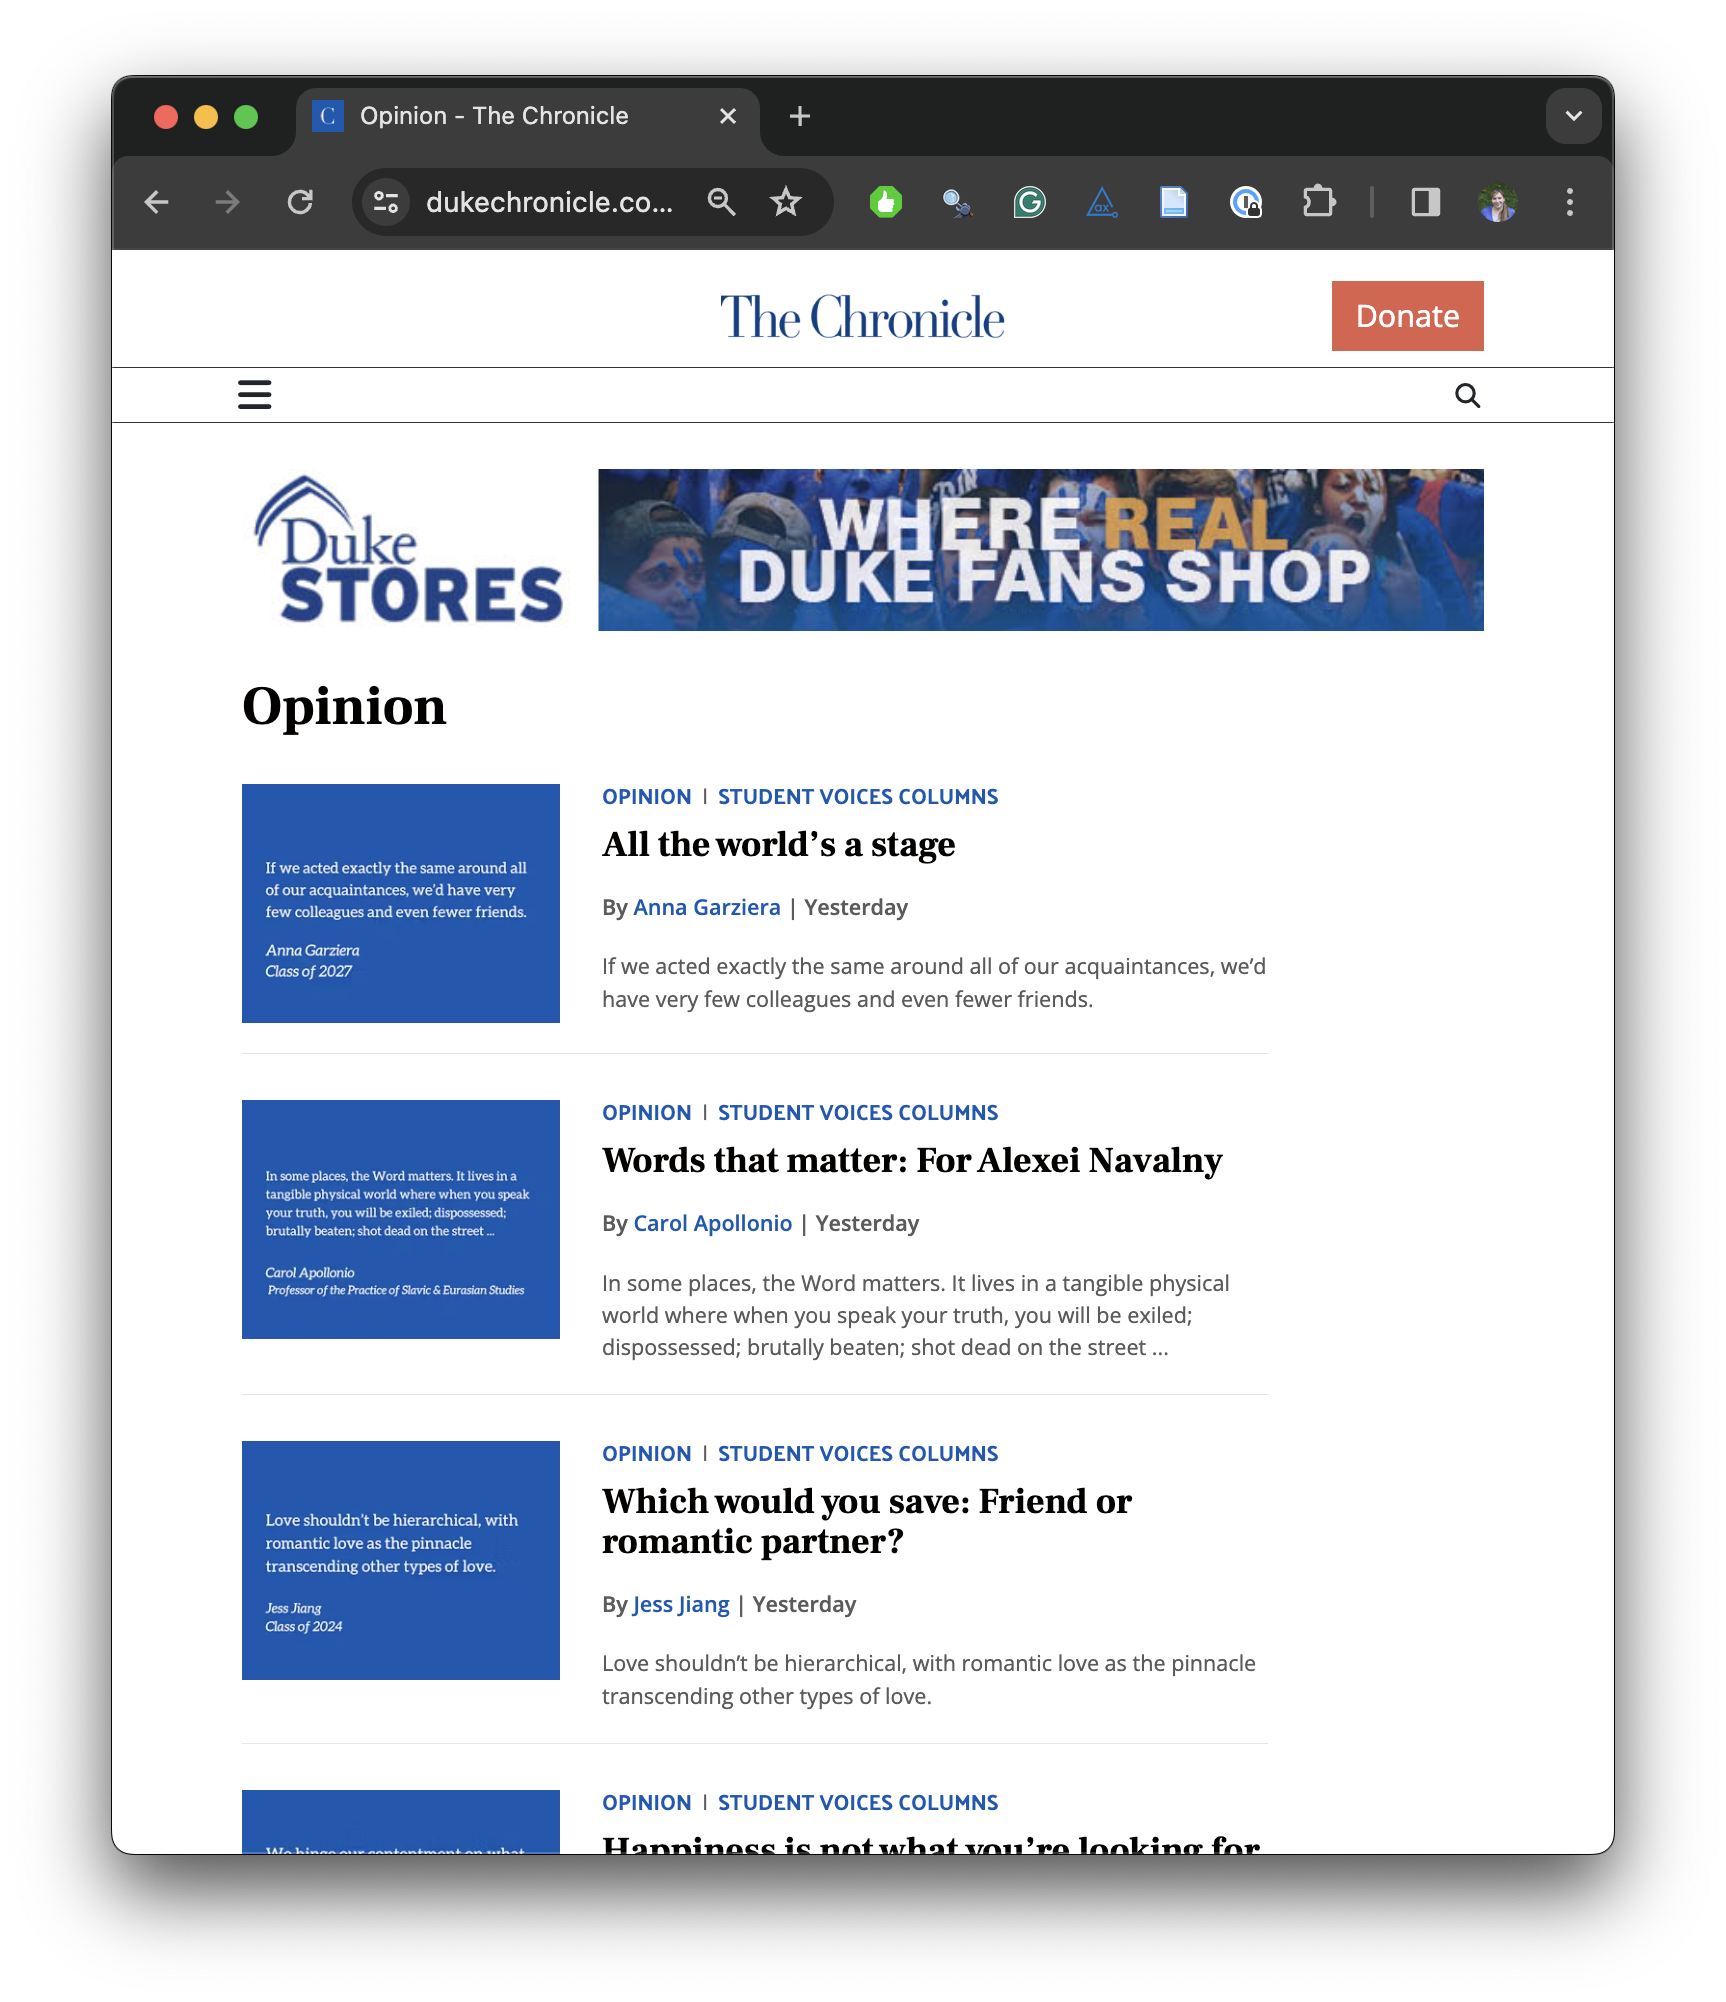 C Opinion - The Chronicle
dukechronicle.co...
The Chronicle
Donate
Duke
STORES
WHERE REAL
DUKE FANS SHOP
Opinion
If we acted exactly the same around all
of our acquaintances, we'd have very
few colleagues and even fewer friends.
Anna Garziera
Class of 2027
OPINION | STUDENT VOICES COLUMNS
All the world’s a stage
By Anna Garziera | Yesterday
If we acted exactly the same around all of our acquaintances, we’d
have very few colleagues and even fewer friends.
In some places, the Word matters. It lives in a
tangible physical world where when you speak
your truth, you will be exiled; dispossessed;
brutally beaten; shot dead on the street ...
Carol Apollonio
Professor of the Practice of Slavic & Eurasian Studies
OPINION | STUDENT VOICES COLUMNS
Words that matter: For Alexei Navalny
By Carol Apollonio | Yesterday
In some places, the Word matters. It lives in a tangible physical
world where when you speak your truth, you will be exiled;
dispossessed; brutally beaten; shot dead on the street ...
Love shouldn't be hierarchical, with
romantic love as the pinnacle
transcending other types of love.
Jess Jiang
Class of 2024
OPINION | STUDENT VOICES COLUMNS
Which would you save: Friend or
romantic partner?
By Jess Jiang | Yesterday
Love shouldn’t be hierarchical, with romantic love as the pinnacle
transcending other types of love.
We hinge our contentment on what
OPINION | STUDENT VOICES COLUMNS
Happiness is not what you’re looking for